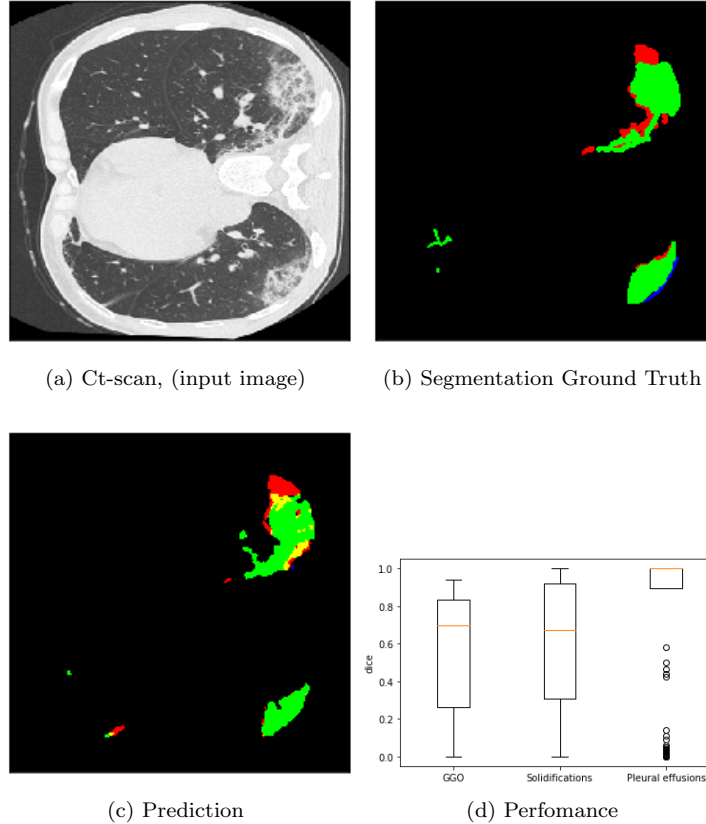 (a) Ct-scan, (input image)
(b) Segmentation Ground Truth
1.0
0.8
0.6
0.4
0.2
0.0
dice
GGO
Solidifications
Pleural effusions
(c) Prediction
(d) Perfomance